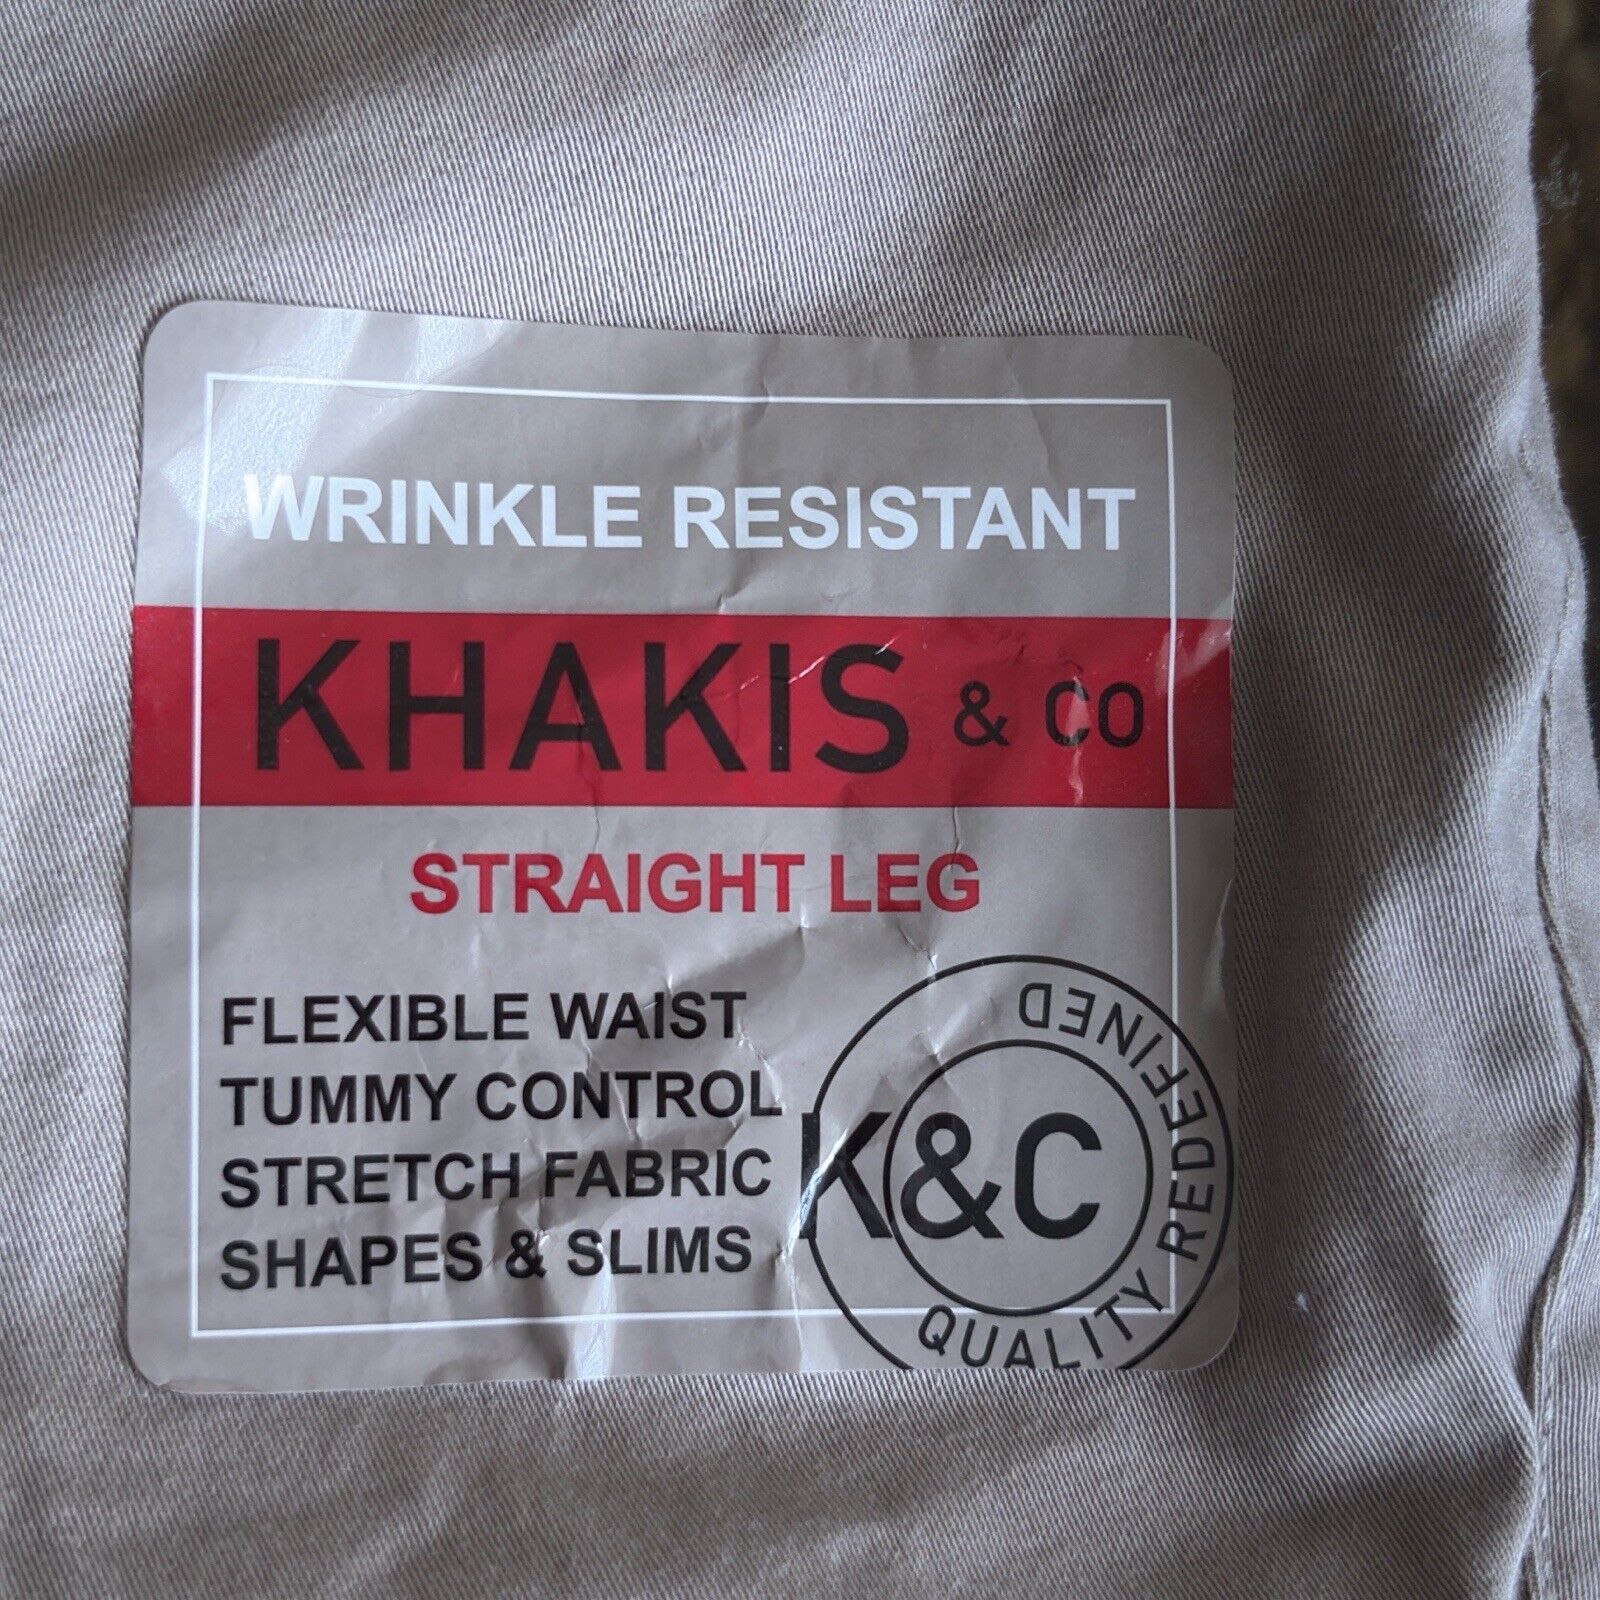 WRINKLE RESISTANT
KHAKIS & CO
STRAIGHT LEG
FLEXIBLE WAIST
TUMMY CONTROL
STRETCH FABRIC
SHAPES & SLIMS
K&C
QUALITY REDEFINED